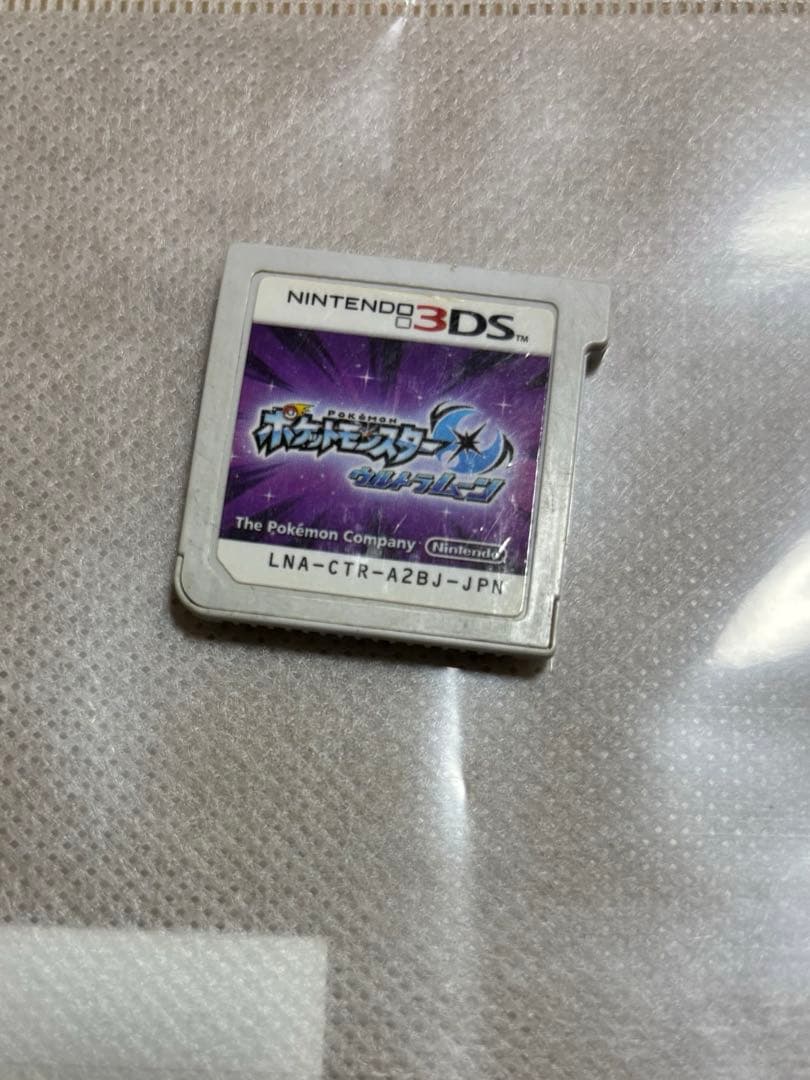 NINTENDO 3DS™
POKÉMON
ポケットモンスター
ウルトラムーン
The Pokémon Company Nintendo
LNA-CTR-A2BJ-JPN